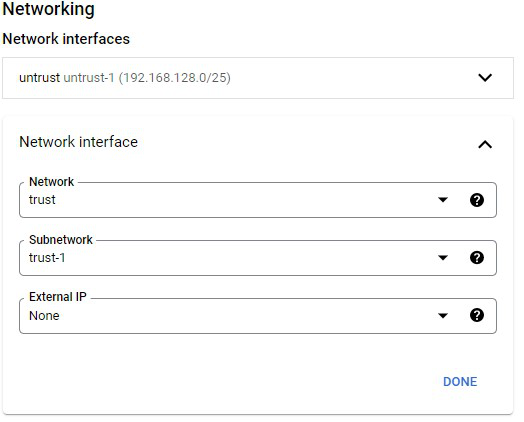 Networking
Network interfaces
untrust untrust-1 (192.168.128.0/25)
Network interface
Network
trust
Subnetwork
trust-1
External IP
None
DONE